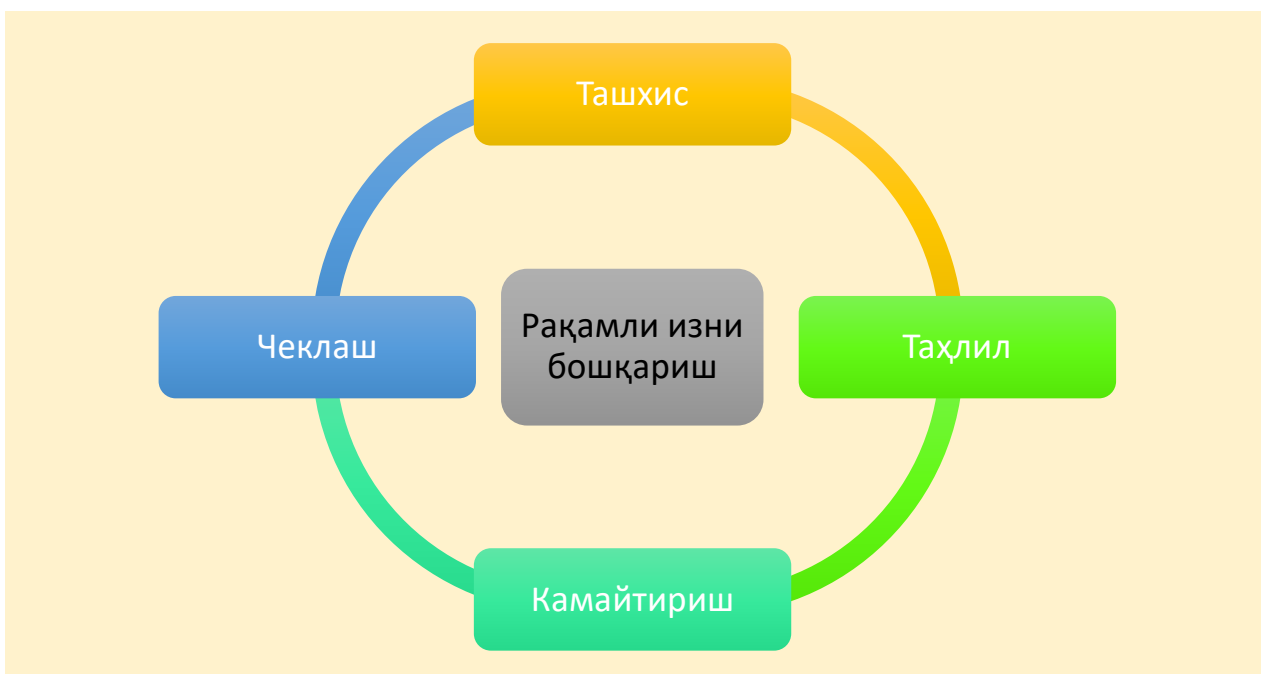 Ташхис
Чеклаш
Рақамли изни
бошқариш
Таҳлил
Камайтириш